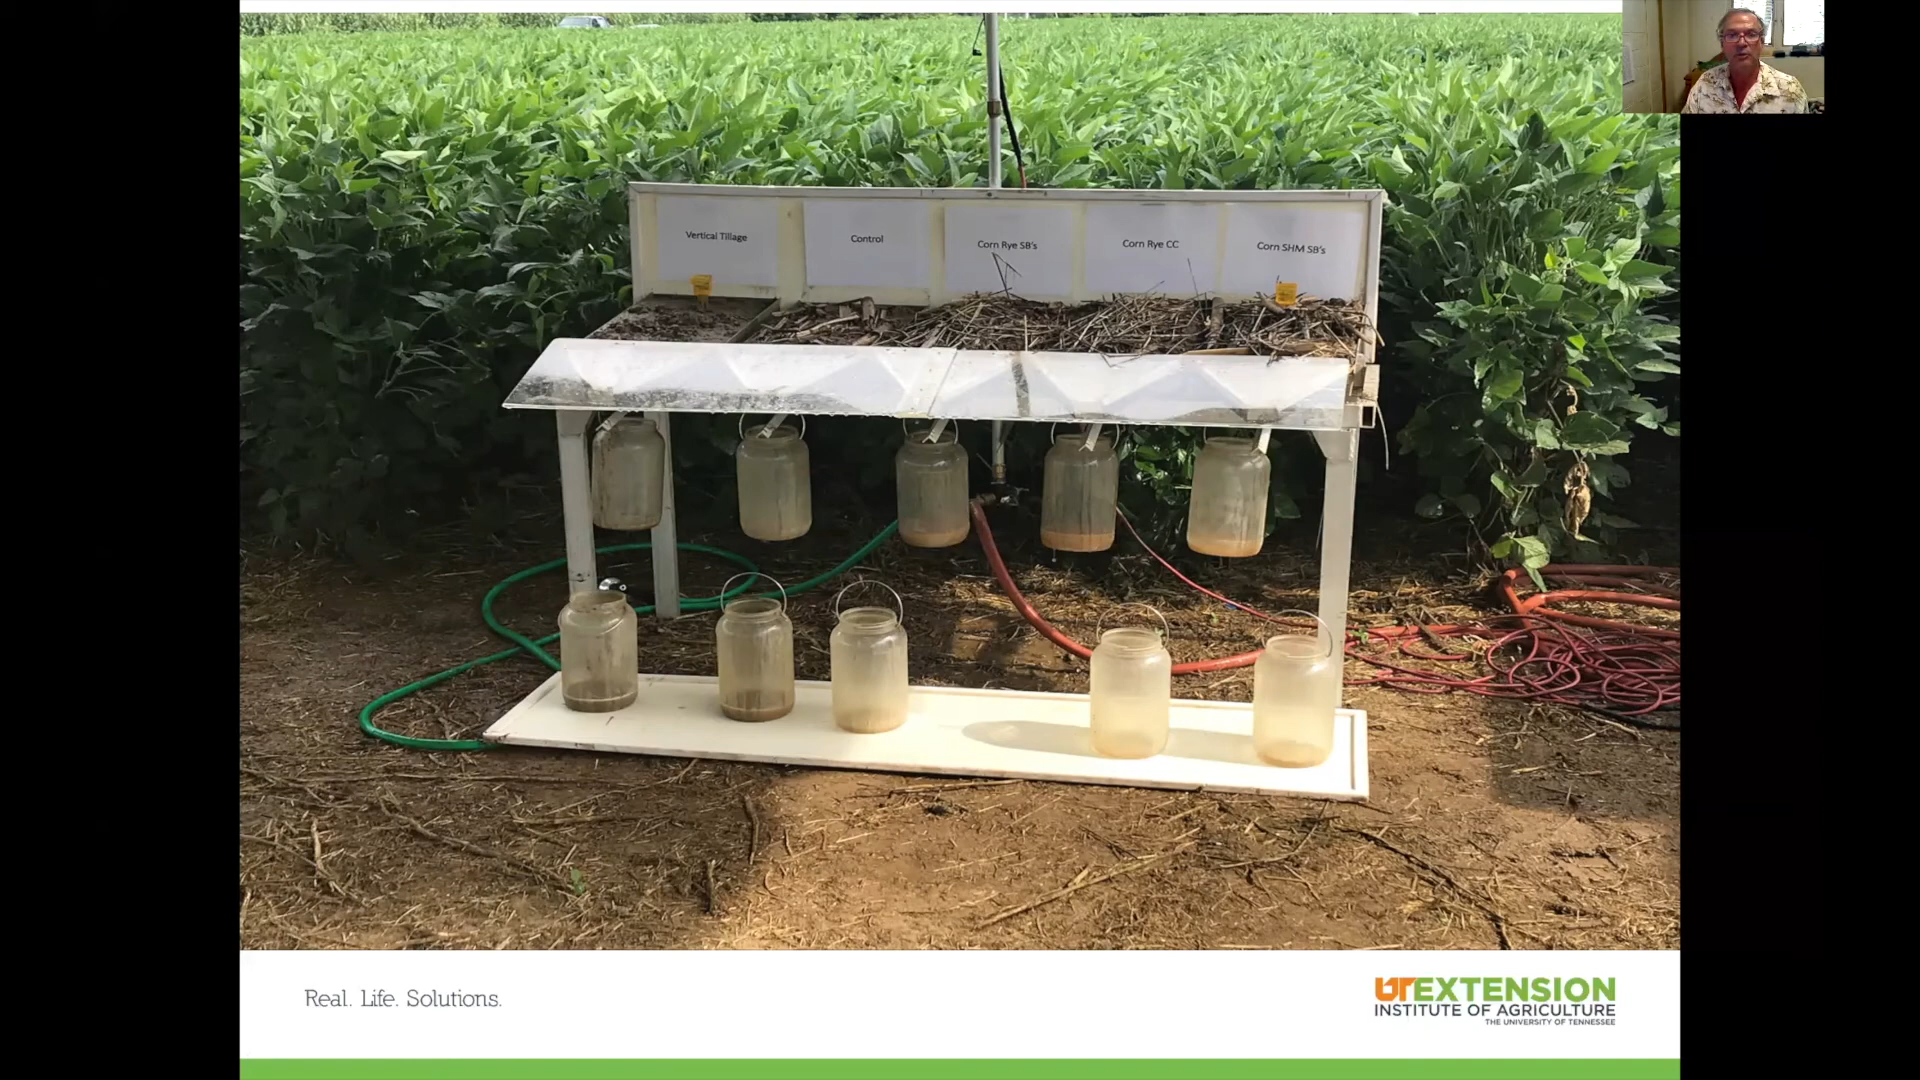 Vertical Tillage
Control
Corn Rye SB's
Corn Rye CC
Corn SHM SB's
Real. Life. Solutions.
UTEXTENSION
INSTITUTE OF AGRICULTURE
THE UNIVERSITY OF TENNESSEE